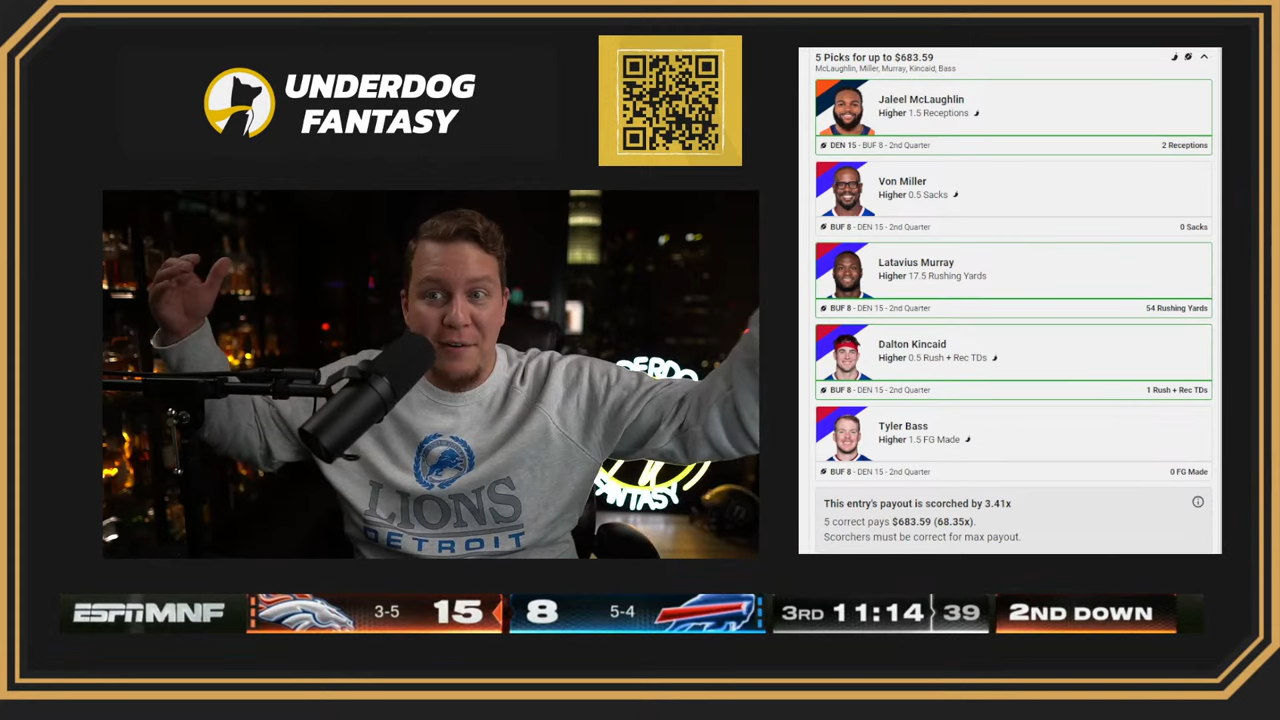 UNDERDOG
FANTASY
5 Picks for up to $683.59
McLaughlin, Miller, Murray, Kincaid, Bass
Jaleel McLaughlin
Higher 1.5 Receptions
DEN 15 - BUF 8 - 2nd Quarter
2 Receptions
Von Miller
Higher 0.5 Sacks
BUF 8 - DEN 15 - 2nd Quarter
0 Sacks
Latavius Murray
Higher 17.5 Rushing Yards
BUF 8 - DEN 15 - 2nd Quarter
54 Rushing Yards
Dalton Kincaid
Higher 0.5 Rush + Rec TDs
BUF 8 - DEN 15 - 2nd Quarter
1 Rush + Rec TDs
Tyler Bass
Higher 1.5 FG Made
BUF 8 - DEN 15 - 2nd Quarter
0 FG Made
This entry's payout is scorched by 3.41x
5 correct pays $683.59 (68.35x).
Scorchers must be correct for max payout.
LIONS
DETROIT
FANTASY
ESPN MNF
3-5
15
8
5-4
3RD 11:14
39
2ND DOWN